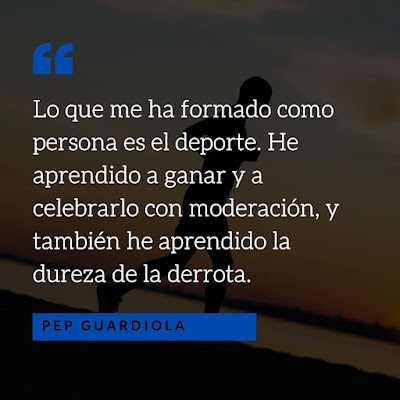 Lo que me ha formado como
persona es el deporte. He
aprendido a ganar y a
celebrarlo con moderación, y
también he aprendido la
dureza de la derrota.
PEP GUARDIOLA